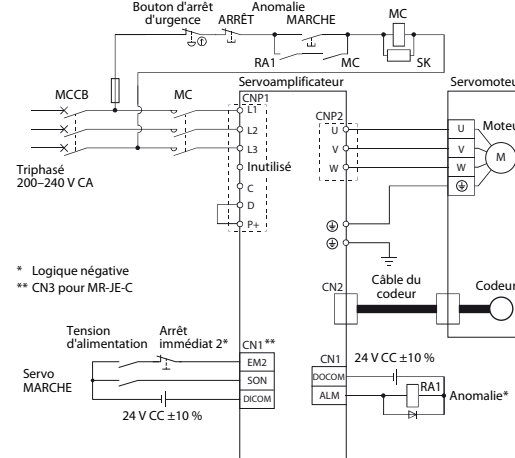 Bouton d'arrêt
d'urgence
ARRÊT
Anomalie
MARCHE
MC
RA1
MC
SK
MCCB
MC
Servoamplificateur
Servomoteu
CNP1
L1
L2
L3
Inutilisé
C
D
P+
CNP2
U
V
W
U
V
W
Moteu
M
Triphasé
200–240 V CA
* Logique négative
** CN3 pour MR-JE-C
CN2
Câble du
codeur
Codeur
Tension
d'alimentation
Arrêt
immédiat 2*
CN1**
EM2
SON
DICOM
Servo
MARCHE
24 V CC ±10 %
CN1
24 V CC ±10 %
DOCOM
ALM
RA1
Anomalie*